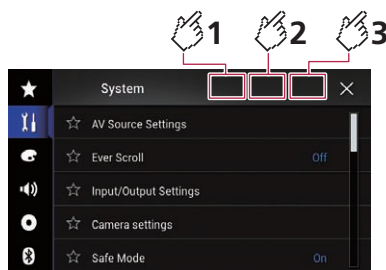 1 2 3
System
AV Source Settings
Ever Scroll Off
Input/Output Settings
Camera settings
Safe Mode On